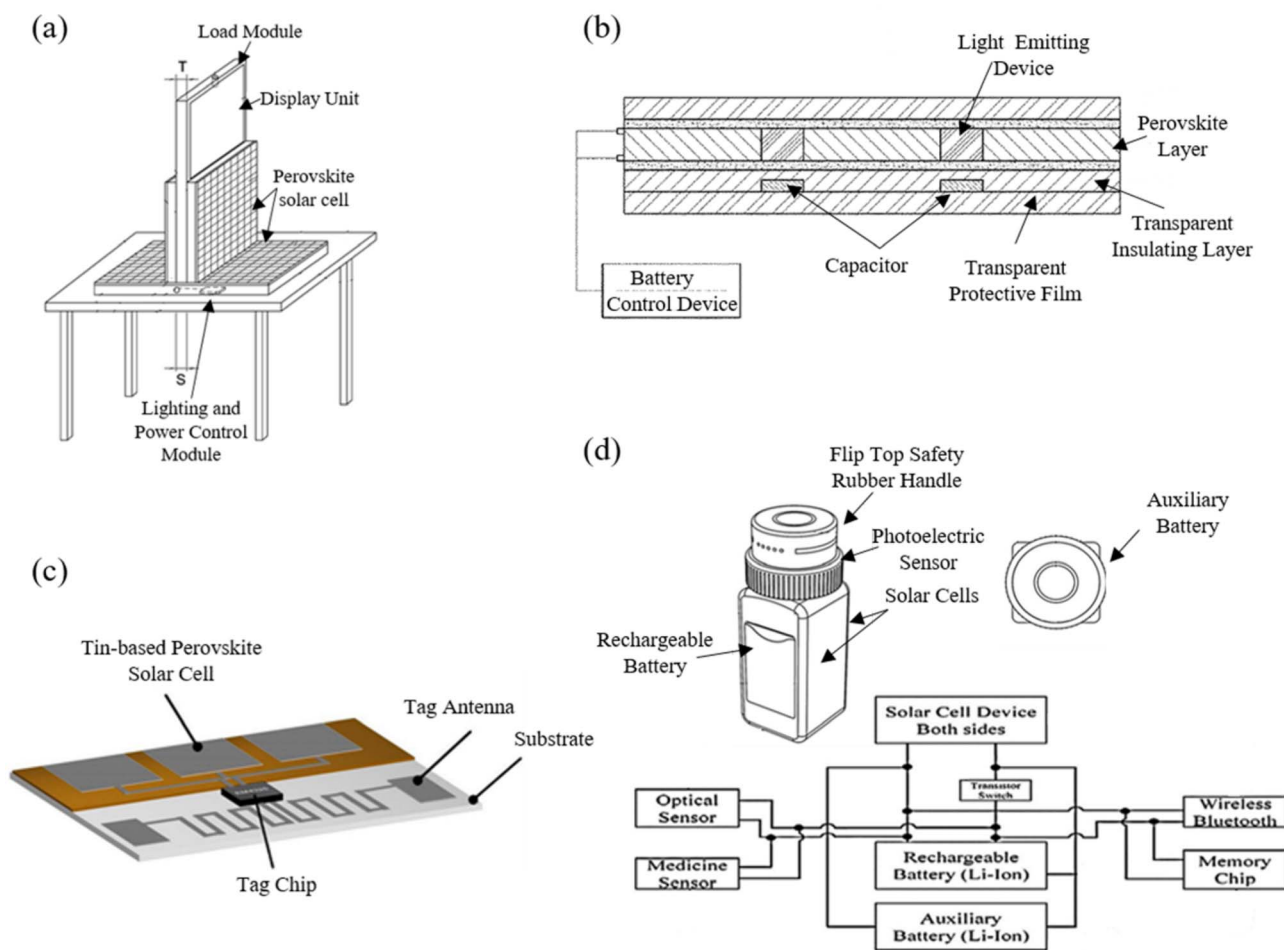 (a)
Load Module
T
Display Unit
Perovskite
solar cell
S
Lighting and
Power Control
Module
(b)
Light Emitting
Device
Perovskite
Layer
Transparent
Insulating Layer
Capacitor
Transparent
Protective Film
Battery
Control Device
(c)
Tin-based Perovskite
Solar Cell
Tag Antenna
Substrate
Tag Chip
(d)
Flip Top Safety
Rubber Handle
Auxiliary
Battery
Photoelectric
Sensor
Solar Cells
Rechargeable
Battery
Solar Cell Device
Both sides
Transistor
Switch
Optical
Sensor
Wireless
Bluetooth
Medicine
Sensor
Rechargeable
Battery (Li-Ion)
Memory
Chip
Auxiliary
Battery (Li-Ion)